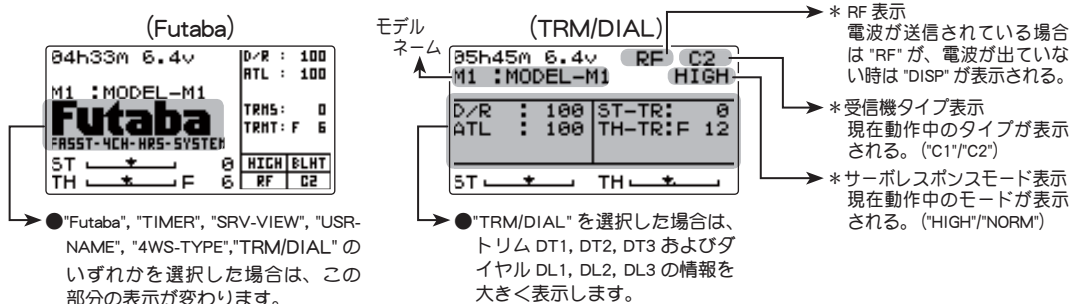 (Futaba)
04h33m 6.4v
M1 :MODEL-M1
Futaba
FASST-4CH-HRS-SYSTEM
ST 0
TH F 6
D/R : 100
ATL : 100
TRMS: 0
TRMT: F 6
HIGH BLHT
RF C2
●"Futaba", "TIMER", "SRV-VIEW", "USR-
NAME", "4WS-TYPE","TRM/DIAL" の
いずれかを選択した場合は、この
部分の表示が変わります。
モデル
ネーム
(TRM/DIAL)
05h45m 6.4v RF C2
M1 :MODEL-M1 HIGH
D/R : 100 ST-TR: 0
ATL : 100 TH-TR:F 12
ST TH
●"TRM/DIAL" を選択した場合は、
トリム DT1, DT2, DT3 およびダ
イヤル DL1, DL2, DL3 の情報を
大きく表示します。
＊RF 表示
電波が送信されている場合
は "RF" が、電波が出ていな
い時は "DISP" が表示される。
＊受信機タイプ表示
現在動作中のタイプが表示
される。("C1"/"C2")
＊サーボレスポンスモード表示
現在動作中のモードが表示
される。("HIGH"/"NORM")